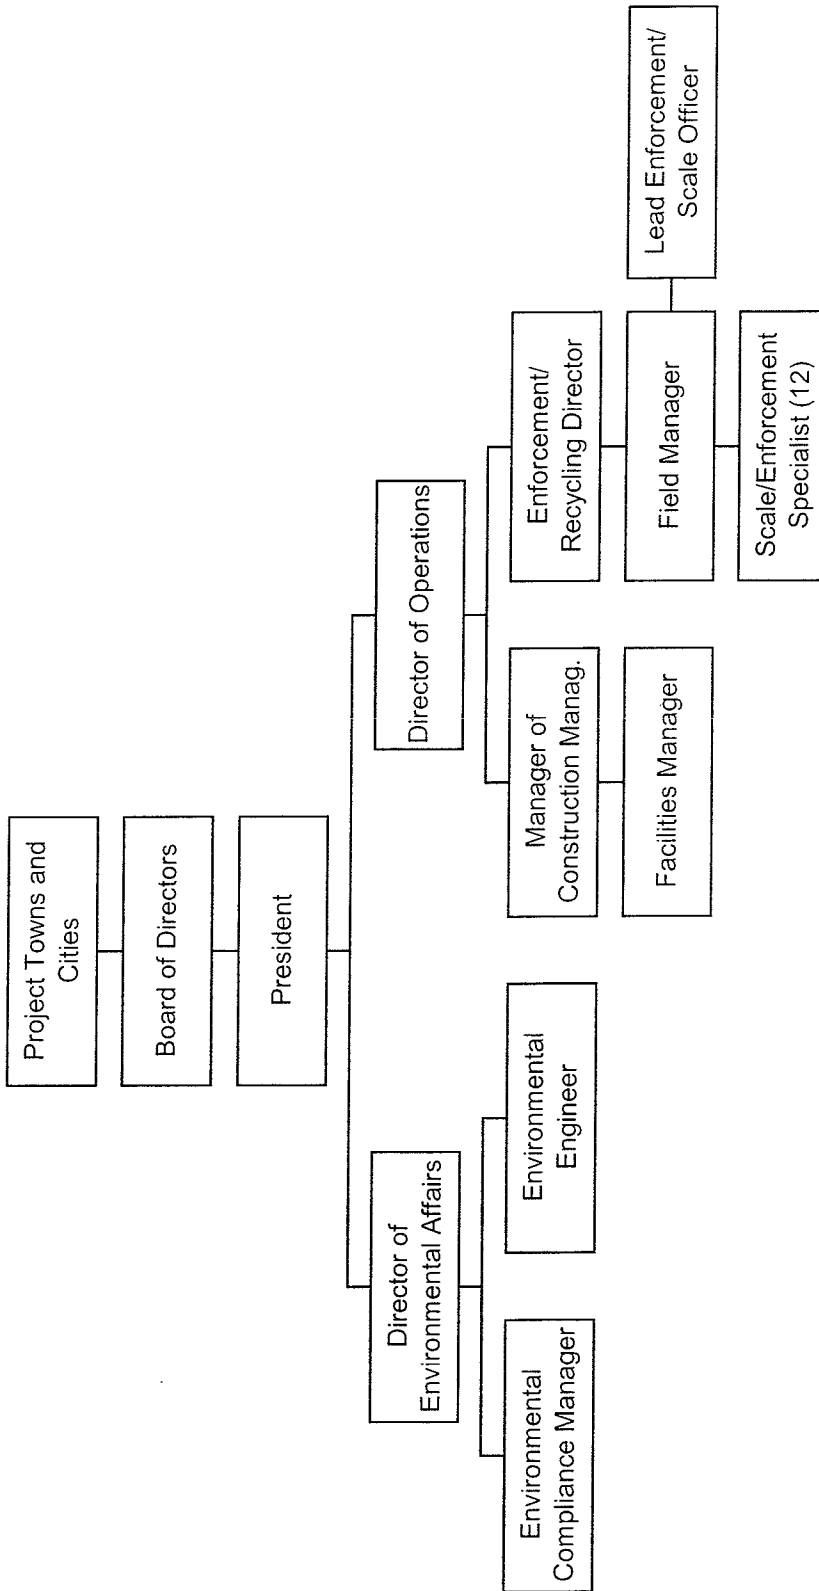 Project Towns and
Cities
Board of Directors
President
Director of
Environmental Affairs
Director of Operations
Environmental
Compliance Manager
Environmental
Engineer
Manager of
Construction Manag.
Enforcement/
Recycling Director
Facilities Manager
Field Manager
Lead Enforcement/
Scale Officer
Scale/Enforcement
Specialist (12)